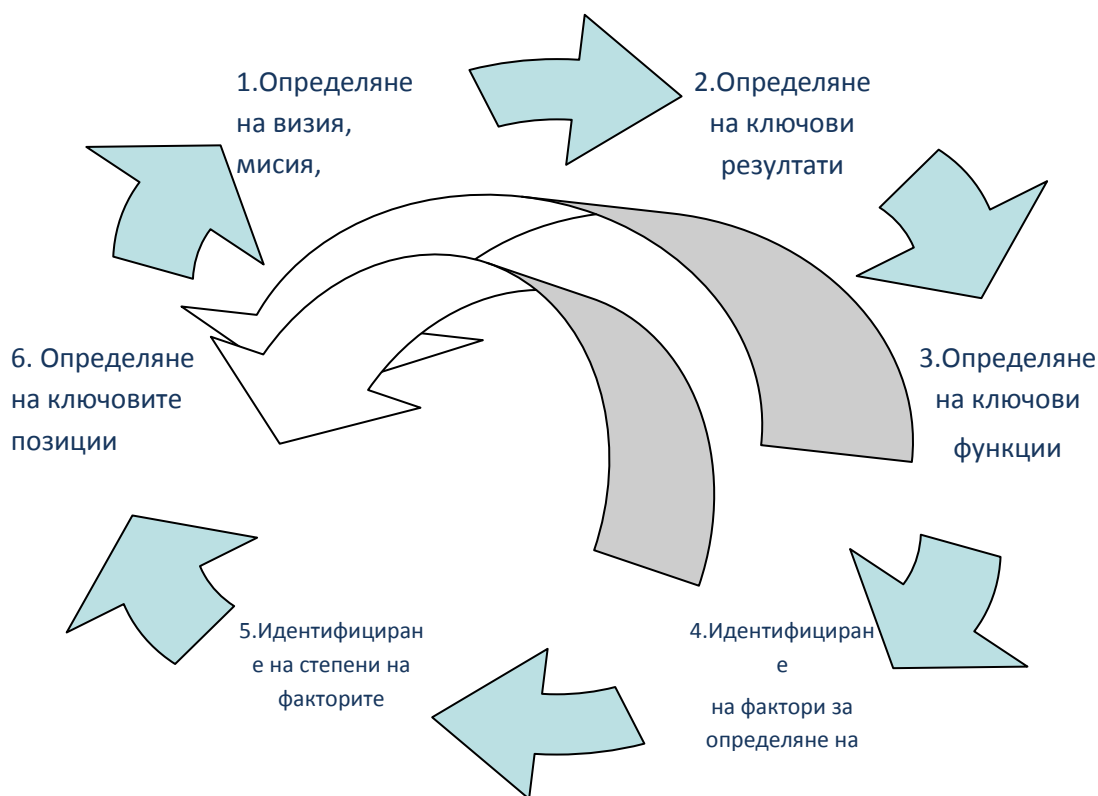 1.Определяне
на визия,
мисия,
2.Определяне
на ключови
резултати
3.Определяне
на ключови
функции
4.Идентифициран
е
на фактори за
определяне на
5.Идентифициран
е на степени на
факторите
6. Определяне
на ключовите
позиции